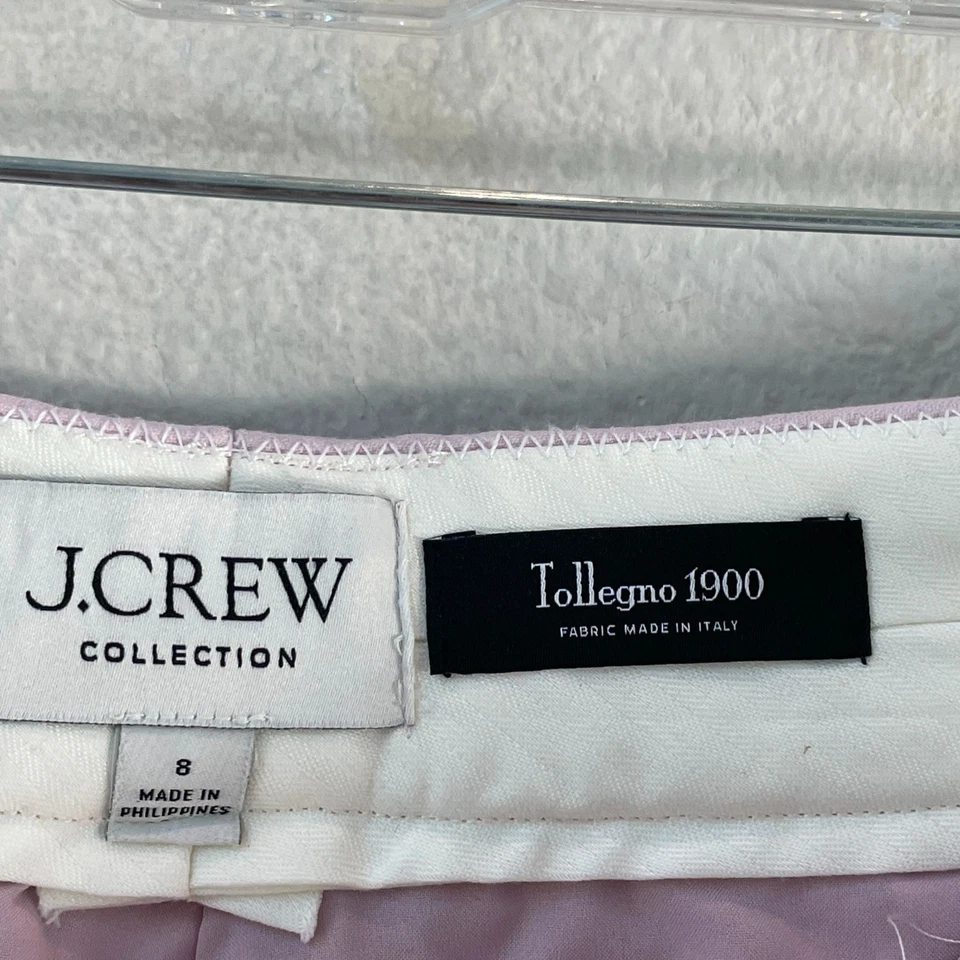 J.CREW
COLLECTION
8
MADE IN
PHILIPPINES
Tollegno 1900
FABRIC MADE IN ITALY